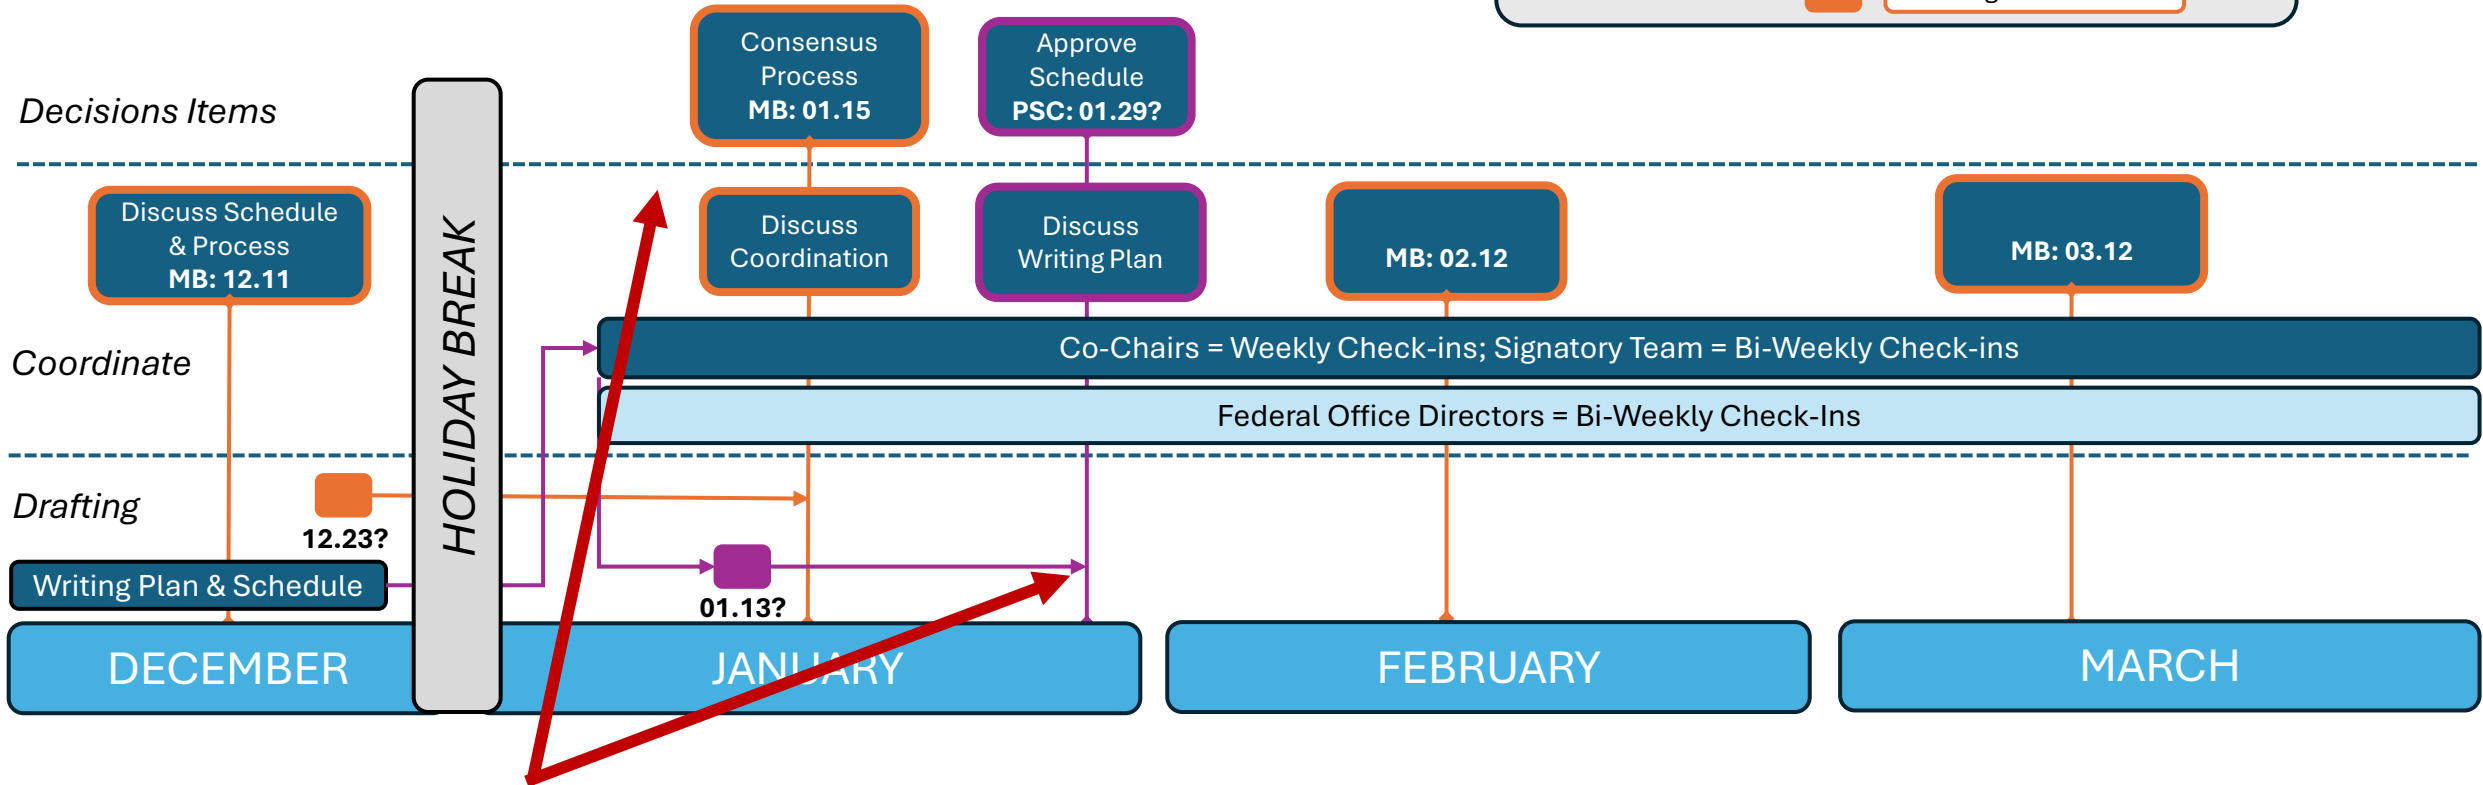 Consensus
Process
MB: 01.15
Approve
Schedule
PSC: 01.29?
Decisions Items
Discuss Schedule
& Process
MB: 12.11
HOLIDAY BREAK
Discuss
Coordination
Discuss
Writing Plan
MB: 02.12
MB: 03.12
Coordinate
Co-Chairs = Weekly Check-ins; Signatory Team = Bi-Weekly Check-ins
Federal Office Directors = Bi-Weekly Check-Ins
Drafting
12.23?
Writing Plan & Schedule
01.13?
DECEMBER
JANUARY
FEBRUARY
MARCH